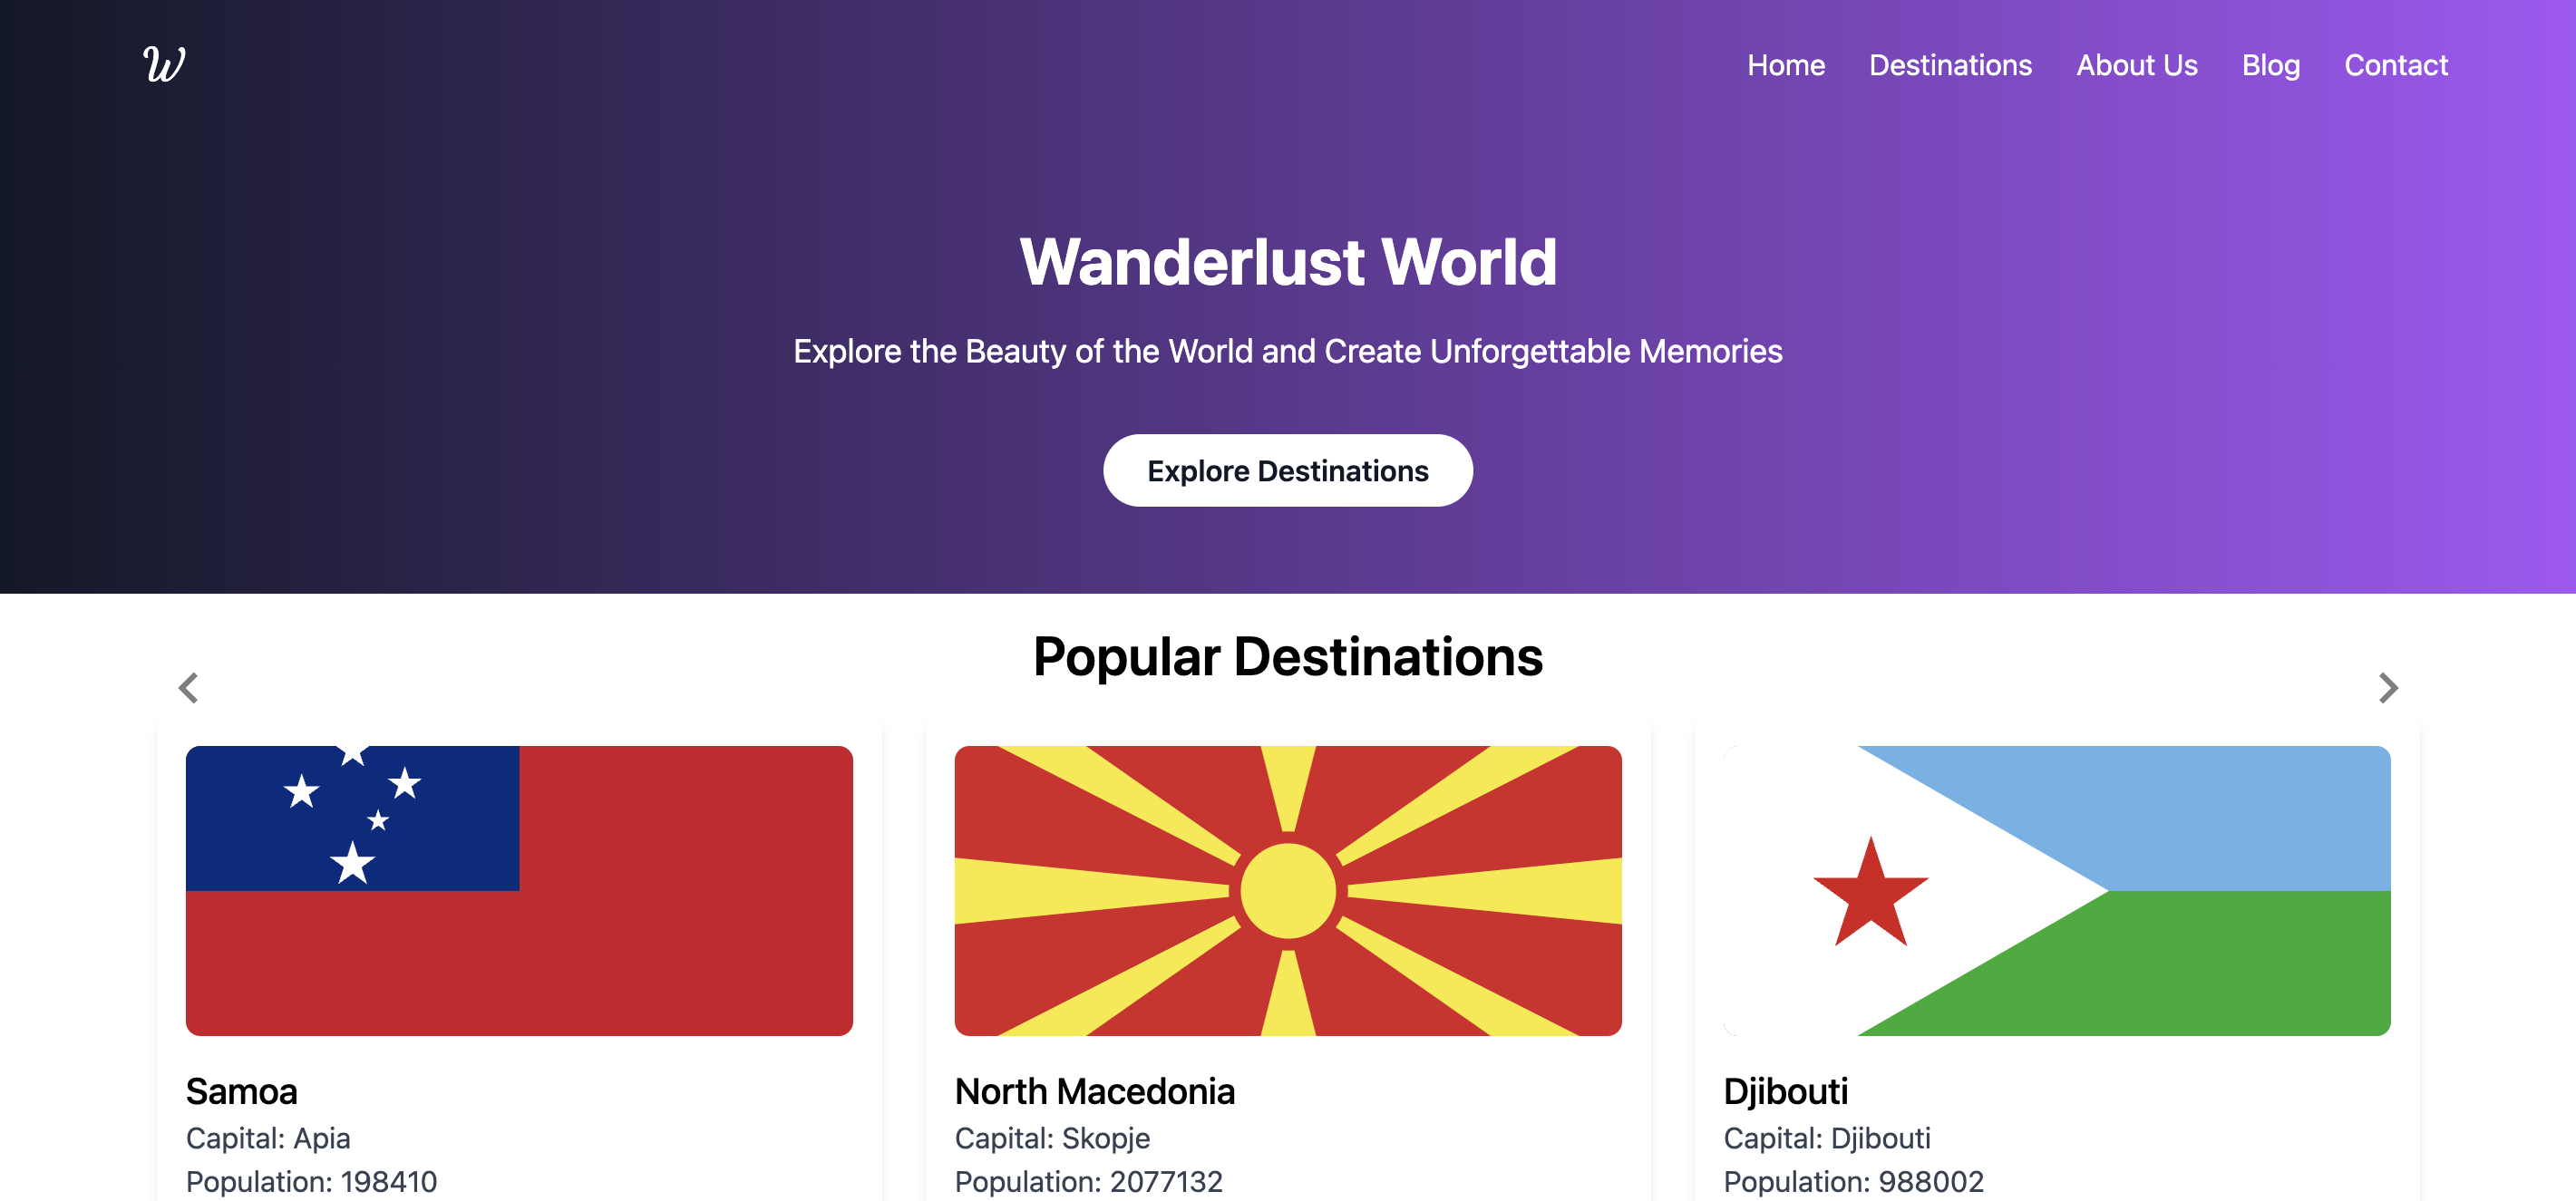 W
Home Destinations About Us Blog Contact
Wanderlust World
Explore the Beauty of the World and Create Unforgettable Memories
Explore Destinations
Popular Destinations
Samoa
Capital: Apia
Population: 198410
North Macedonia
Capital: Skopje
Population: 2077132
Djibouti
Capital: Djibouti
Population: 988002